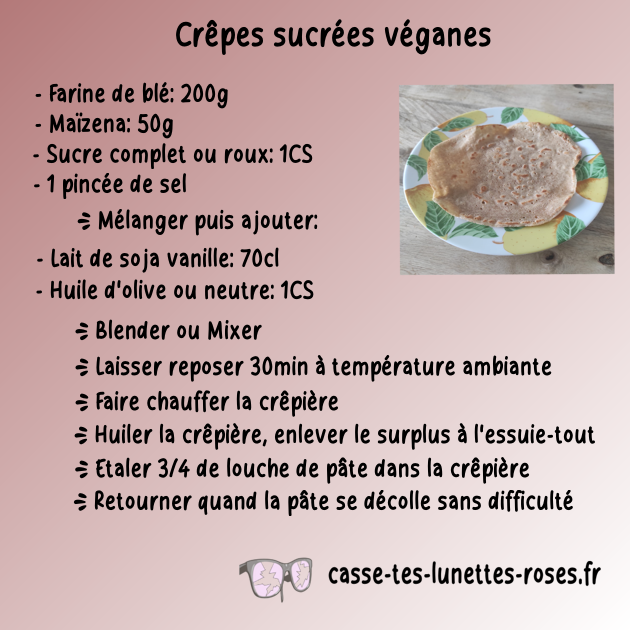 Crêpes sucrées véganes
- Farine de blé: 200g
- Maïzena: 50g
- Sucre complet ou roux: 1CS
- 1 pincée de sel
Mélanger puis ajouter:
- Lait de soja vanille: 70cl
- Huile d'olive ou neutre: 1CS
Blender ou Mixer
Laisser reposer 30min à température ambiante
Faire chauffer la crêpière
Huiler la crêpière, enlever le surplus à l'essuie-tout
Etaler 3/4 de louche de pâte dans la crêpière
Retourner quand la pâte se décolle sans difficulté
casse-tes-lunettes-roses.fr